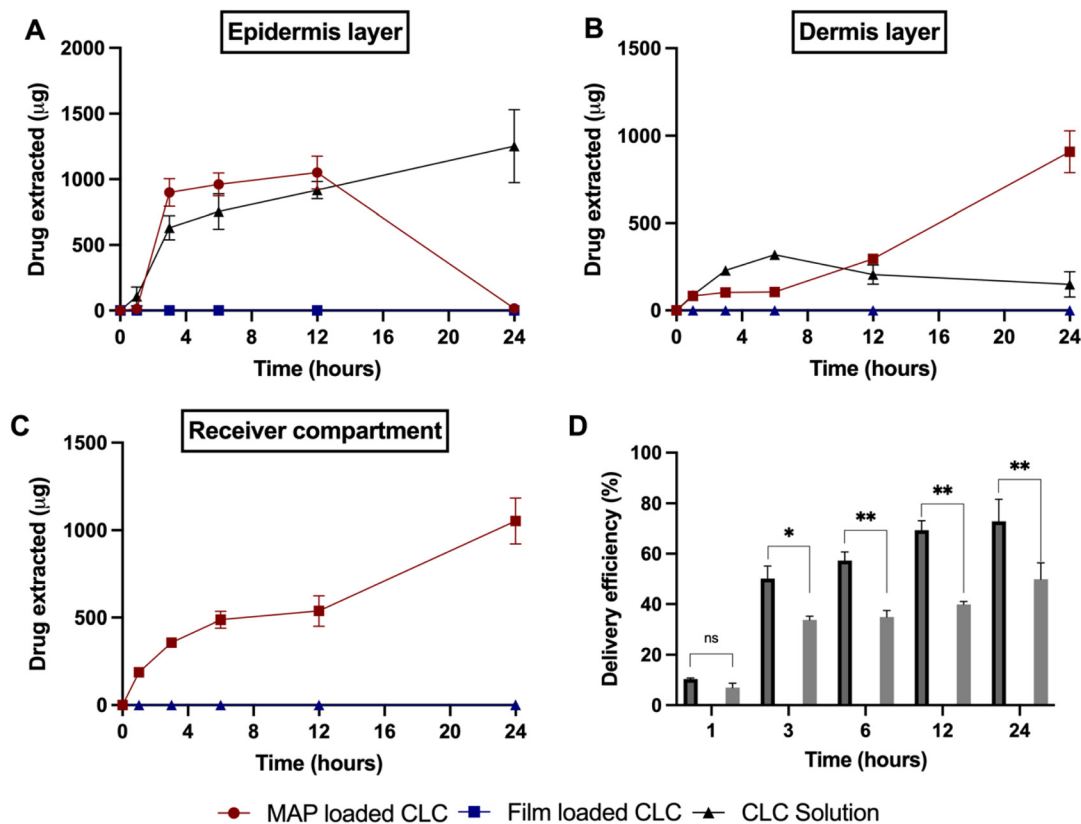 A
Epidermis layer
2000
1500
1000
500
0
Drug extracted (μg)
0 4 8 12 16 20 24
Time (hours)
B
Dermis layer
1500
1000
500
0
Drug extracted (μg)
0 4 8 12 16 20 24
Time (hours)
C
Receiver compartment
1500
1000
500
0
Drug extracted (μg)
0 4 8 12 16 20 24
Time (hours)
D
100
80
60
40
20
0
Delivery efficiency (%)
ns
*
**
**
**
1 3 6 12 24
Time (hours)
MAP loaded CLC Film loaded CLC CLC Solution